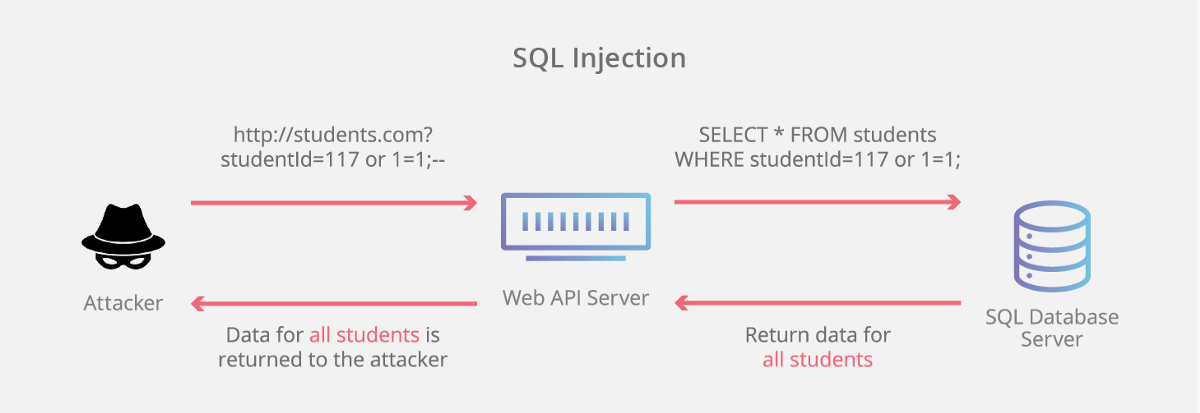 SQL Injection
http://students.com?
studentId=117 or 1=1;--
SELECT * FROM students
WHERE studentId=117 or 1=1;
Attacker
Web API Server
SQL Database
Server
Data for all students is
returned to the attacker
Return data for
all students